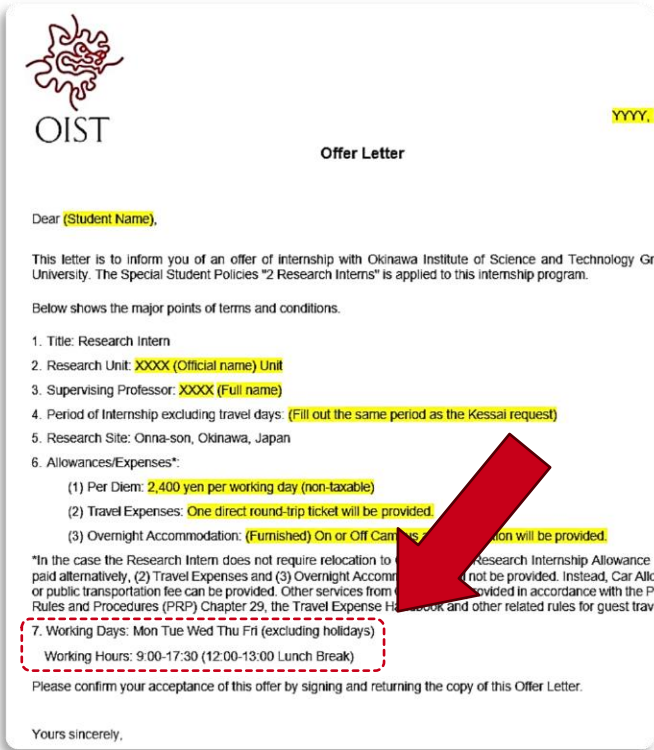 OIST
YYYY,
Offer Letter
Dear (Student Name),
This letter is to inform you of an offer of internship with Okinawa Institute of Science and Technology Gr
University. The Special Student Policies "2 Research Interns" is applied to this internship program.
Below shows the major points of terms and conditions.
1. Title: Research Intern
2. Research Unit: XXXX (Official name) Unit
3. Supervising Professor: XXXX (Full name)
4. Period of Internship excluding travel days: (Fill out the same period as the Kessai request)
5. Research Site: Onna-son, Okinawa, Japan
6. Allowances/Expenses*:
(1) Per Diem: 2,400 yen per working day (non-taxable)
(2) Travel Expenses: One direct round-trip ticket will be provided.
(3) Overnight Accommodation: (Furnished) On or Off will be provided.
*In the case the Research Intern does not require relocation to Research Internship Allowance
paid alternatively, (2) Travel Expenses and (3) Overnight not be provided. Instead, Car
or public transportation fee can be provided. Other services from provided in accordance with the P
Rules and Procedures (PRP) Chapter 29, the Travel Expense and other related rules for guest
7. Working Days: Mon Tue Wed Thu Fri (excluding holidays)
Working Hours: 9:00-17:30 (12:00-13:00 Lunch Break)
Please confirm your acceptance of this offer by signing and returning the copy of this Offer Letter.
Yours sincerely,